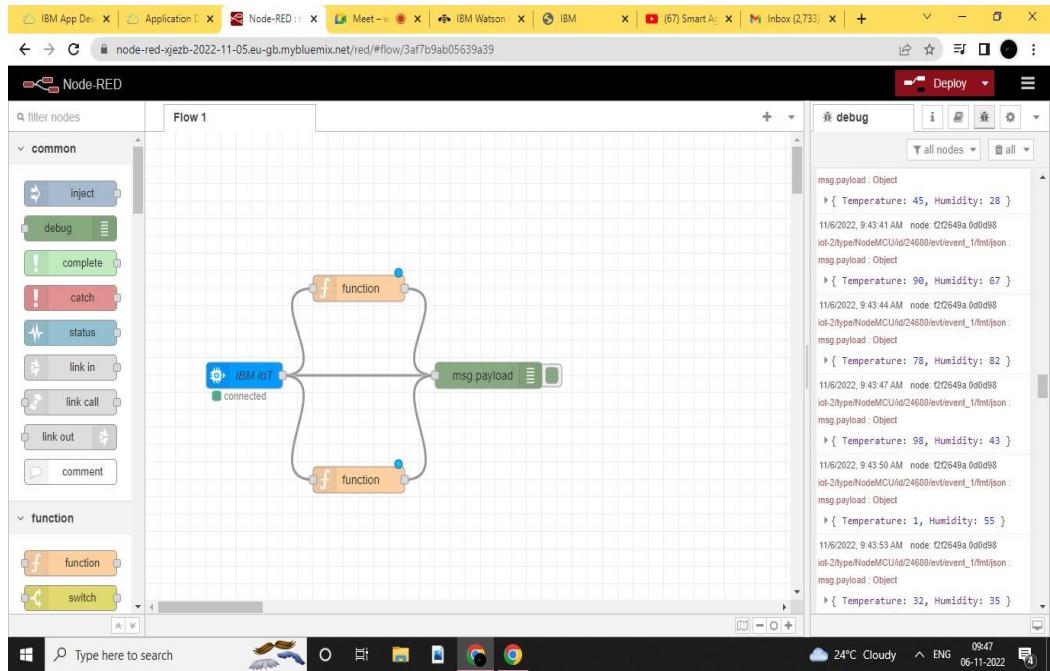 IBM App Dev
Application D
Node-RED : n
Meet – w
IBM Watson
IBM
(67) Smart Ag
Inbox (2,733)
node-red-xjezb-2022-11-05.eu-gb.mybluemix.net/red/#flow/3af7b9ab05639a39
Node-RED
Deploy
filter nodes
Flow 1
debug
i
all nodes
all
common
inject
debug
complete
catch
status
link in
link call
link out
comment
function
function
switch
function
IBM IoT
connected
msg.payload
function
msg.payload : Object
{ Temperature: 45, Humidity: 28 }
11/6/2022, 9:43:41 AM node: f2f2649a.0d0d98
iot-2/type/NodeMCU/id/24680/evt/event_1/fmt/json :
msg.payload : Object
{ Temperature: 90, Humidity: 67 }
11/6/2022, 9:43:44 AM node: f2f2649a.0d0d98
iot-2/type/NodeMCU/id/24680/evt/event_1/fmt/json :
msg.payload : Object
{ Temperature: 78, Humidity: 82 }
11/6/2022, 9:43:47 AM node: f2f2649a.0d0d98
iot-2/type/NodeMCU/id/24680/evt/event_1/fmt/json :
msg.payload : Object
{ Temperature: 98, Humidity: 43 }
11/6/2022, 9:43:50 AM node: f2f2649a.0d0d98
iot-2/type/NodeMCU/id/24680/evt/event_1/fmt/json :
msg.payload : Object
{ Temperature: 1, Humidity: 55 }
11/6/2022, 9:43:53 AM node: f2f2649a.0d0d98
iot-2/type/NodeMCU/id/24680/evt/event_1/fmt/json :
msg.payload : Object
{ Temperature: 32, Humidity: 35 }
Type here to search
24°C Cloudy
ENG
09:47
06-11-2022
4